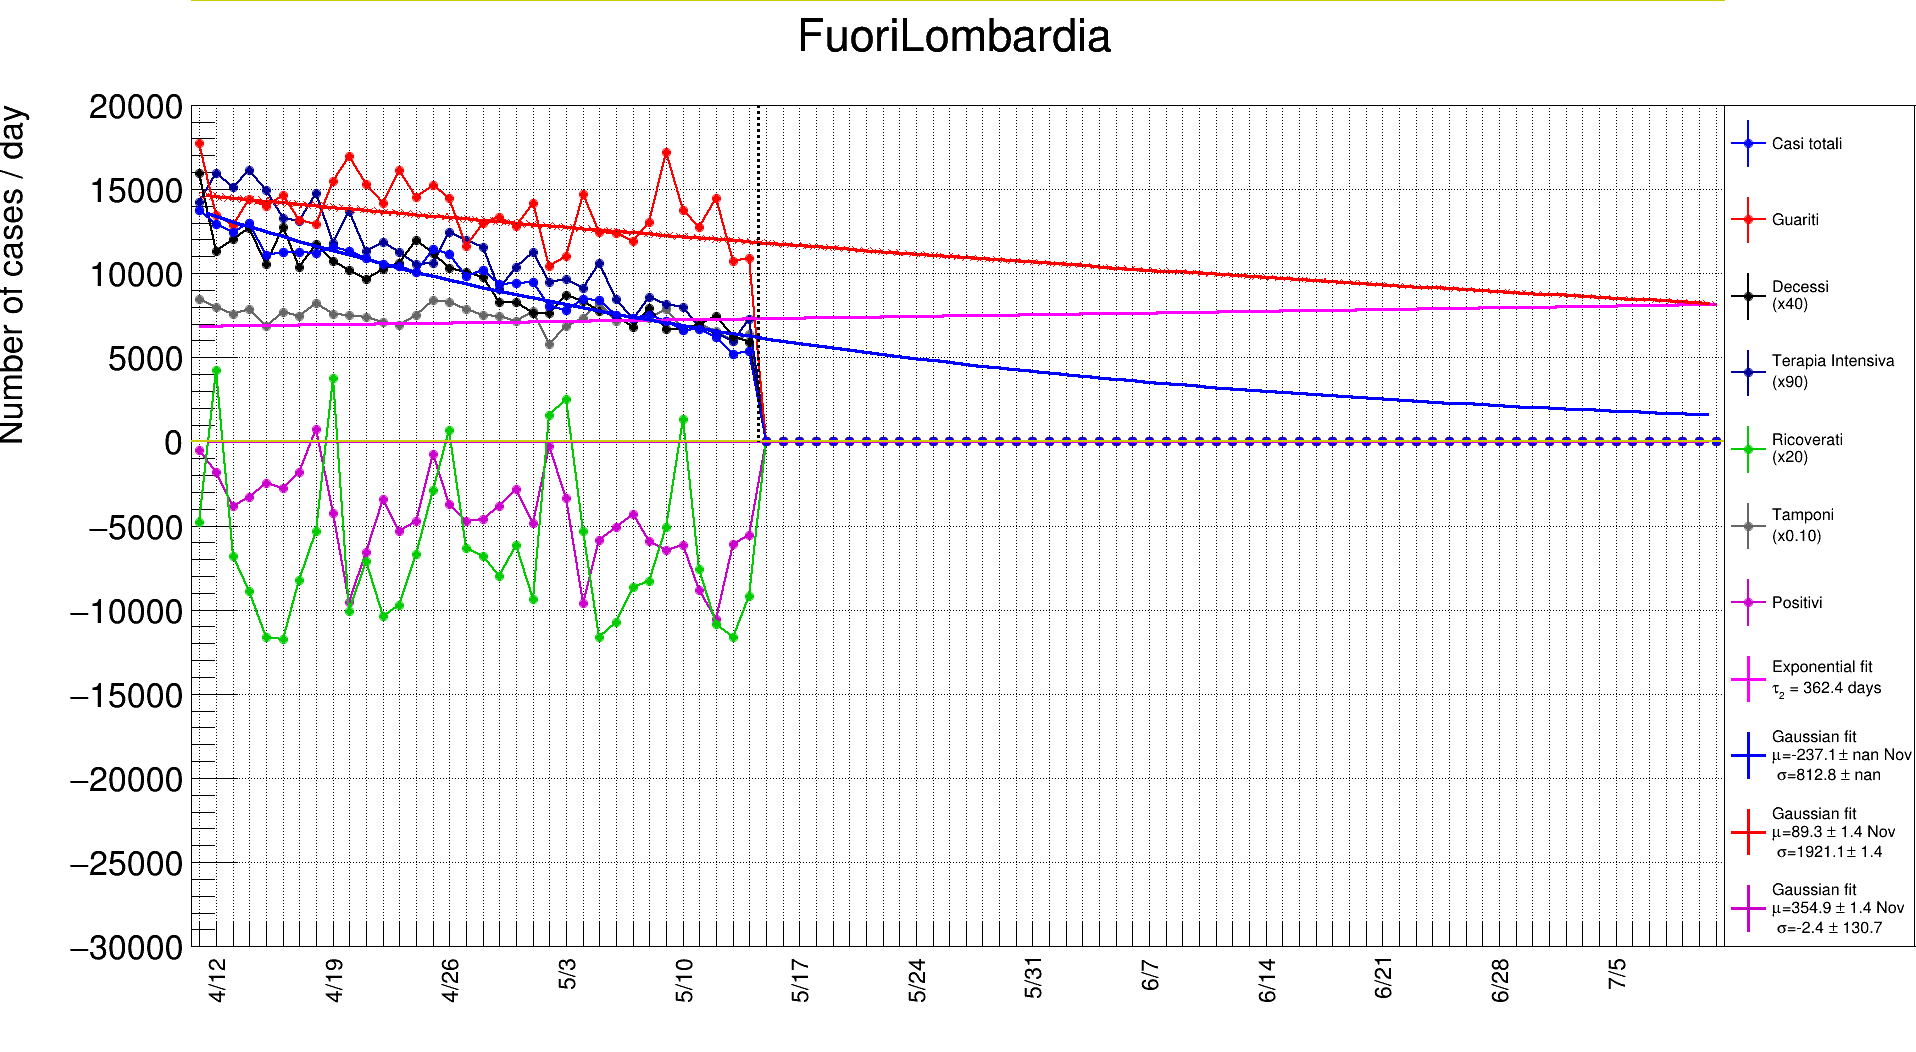 FuoriLombardia
Number of cases / day
20000
15000
10000
5000
0
−5000
−10000
−15000
−20000
−25000
−30000
4/12
4/19
4/26
5/3
5/10
5/17
5/24
5/31
6/7
6/14
6/21
6/28
7/5
Casi totali
Guariti
Decessi
(x40)
Terapia Intensiva
(x90)
Ricoverati
(x20)
Tamponi
(x0.10)
Positivi
Exponential fit
τ2 = 362.4 days
Gaussian fit
μ=-237.1 ± nan Nov
σ=812.8 ± nan
Gaussian fit
μ=89.3 ± 1.4 Nov
σ=1921.1 ± 1.4
Gaussian fit
μ=354.9 ± 1.4 Nov
σ=-2.4 ± 130.7